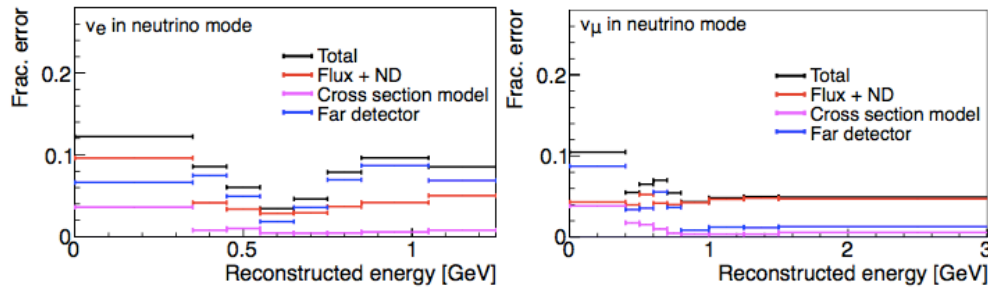 ν_e in neutrino mode
Frac. error
0.2
0.1
0
Total
Flux + ND
Cross section model
Far detector
0 0.5 1
Reconstructed energy [GeV]
ν_μ in neutrino mode
Frac. error
0.2
0.1
0
Total
Flux + ND
Cross section model
Far detector
0 1 2 3
Reconstructed energy [GeV]